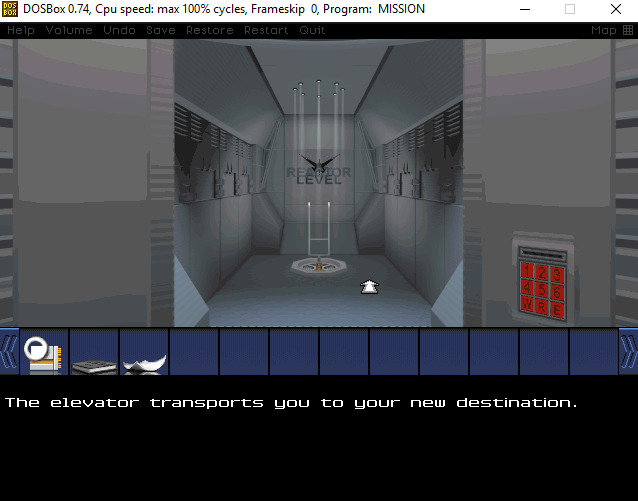 DOSBox 0.74, Cpu speed: max 100% cycles, Frameskip 0, Program: MISSION
Help Volume Undo Save Restore Restart Quit Map
REACTOR
LEVEL
1 2 3
4 5 6
W R E
The elevator transports you to your new destination.